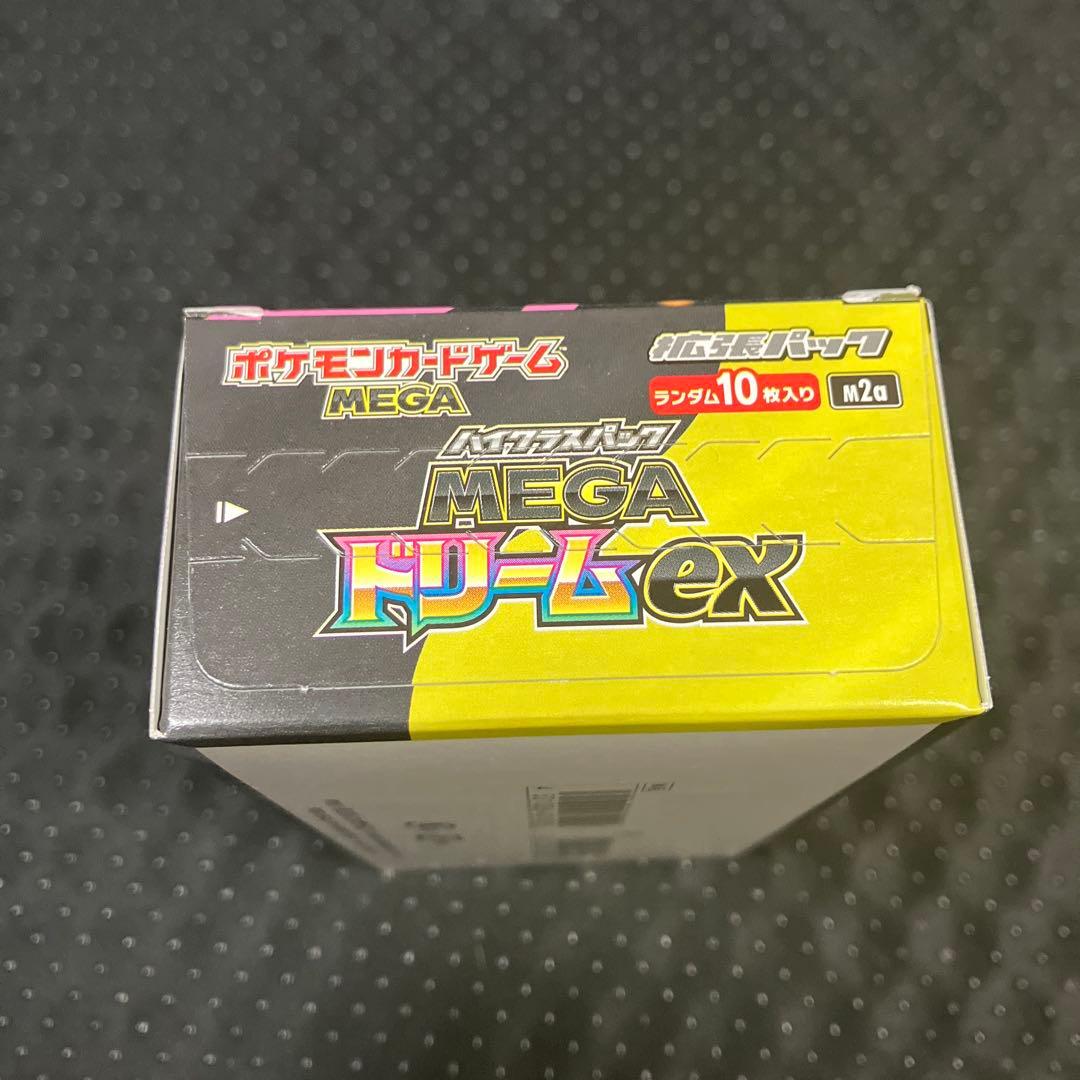 ポケモンカードゲーム
MEGA
拡張パック
ランダム10枚入り M2a
ハイクラスパック
MEGA
ドリームex